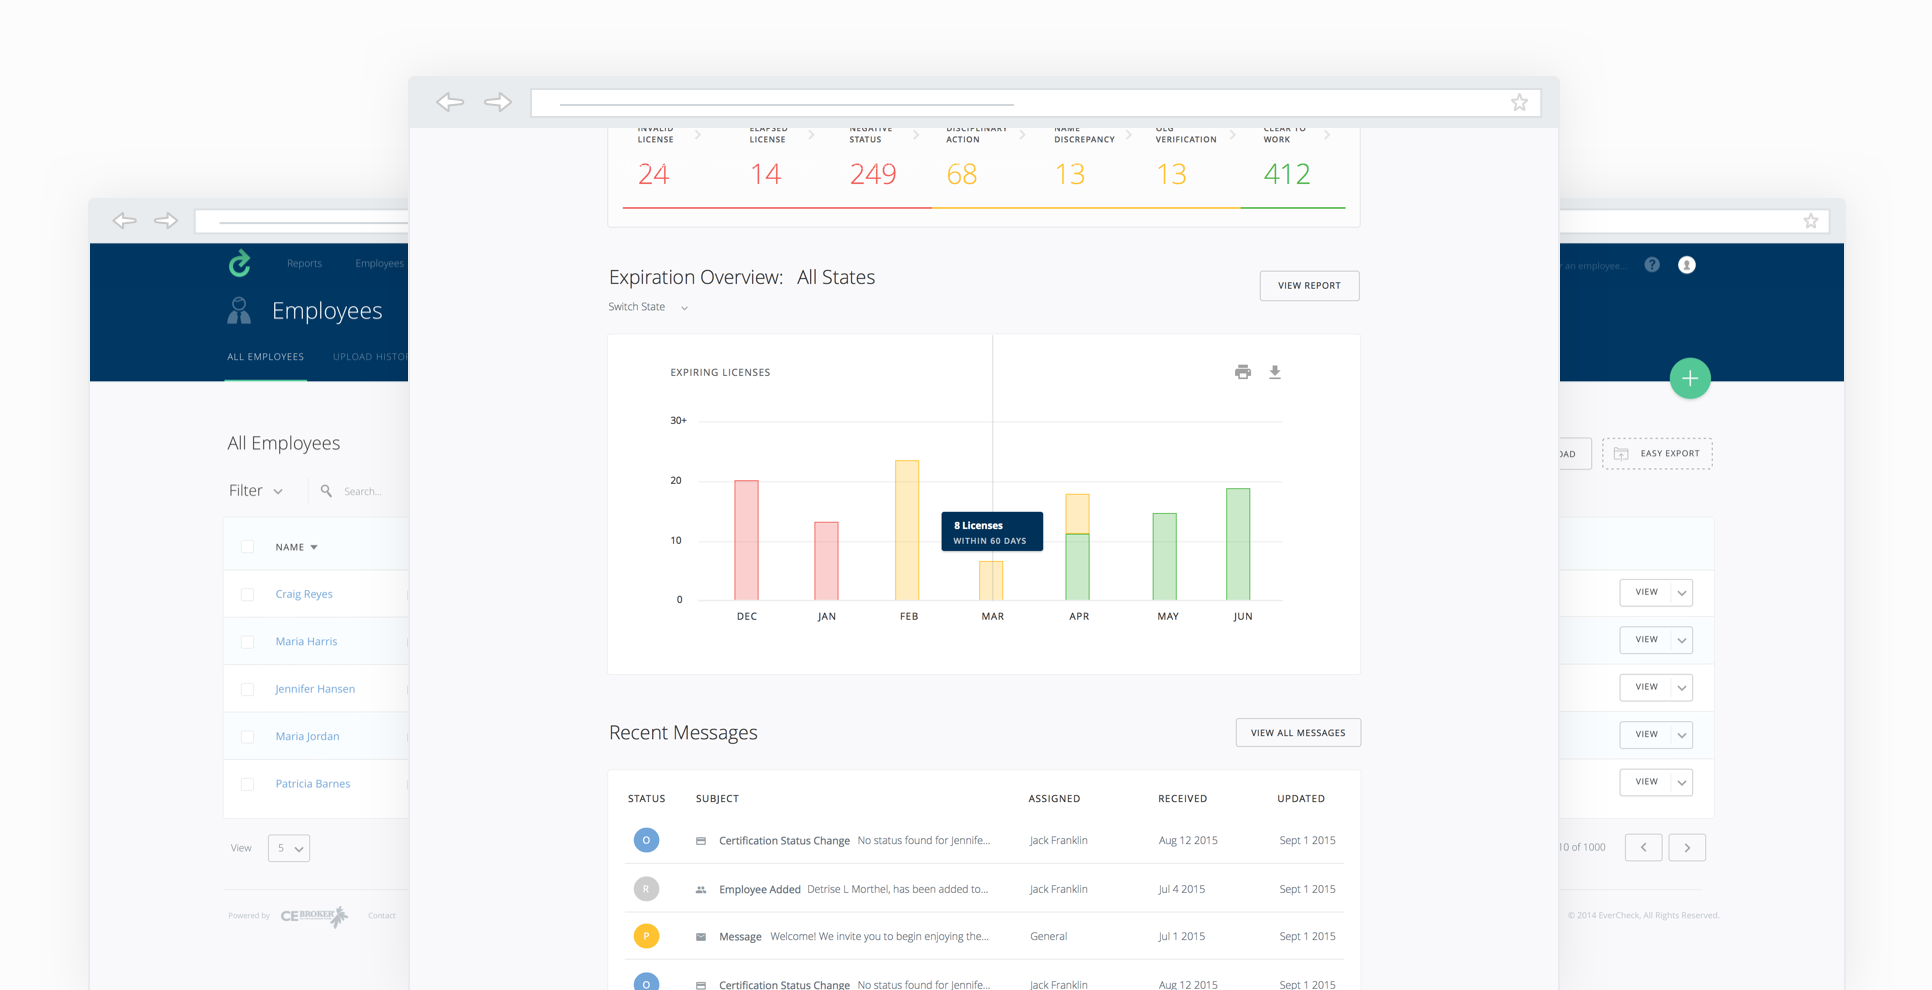 INVALID LICENSE
ELAPSED LICENSE
NEGATIVE STATUS
DISCIPLINARY ACTION
NAME DISCREPANCY
OLG VERIFICATION
CLEAR TO WORK
24
14
249
68
13
13
412
Expiration Overview: All States
VIEW REPORT
Switch State
EXPIRING LICENSES
30+
20
10
0
8 Licenses
WITHIN 60 DAYS
DEC JAN FEB MAR APR MAY JUN
Recent Messages
VIEW ALL MESSAGES
STATUS SUBJECT ASSIGNED RECEIVED UPDATED
O Certification Status Change No status found for Jennife... Jack Franklin Aug 12 2015 Sept 1 2015
R Employee Added Detrise L Morthel, has been added to... Jack Franklin Jul 4 2015 Sept 1 2015
P Message Welcome! We invite you to begin enjoying the... General Jul 1 2015 Sept 1 2015
O Certification Status Change No status found for Jennife... Jack Franklin Aug 12 2015 Sept 1 2015
Reports Employees
Employees
ALL EMPLOYEES UPLOAD HISTOR
All Employees
Filter Search...
NAME
Craig Reyes
Maria Harris
Jennifer Hansen
Maria Jordan
Patricia Barnes
View 5
Powered by CE BROKER Contact
an employee... ?
+
OAD EASY EXPORT
VIEW
VIEW
VIEW
VIEW
VIEW
10 of 1000
© 2014 EverCheck, All Rights Reserved.